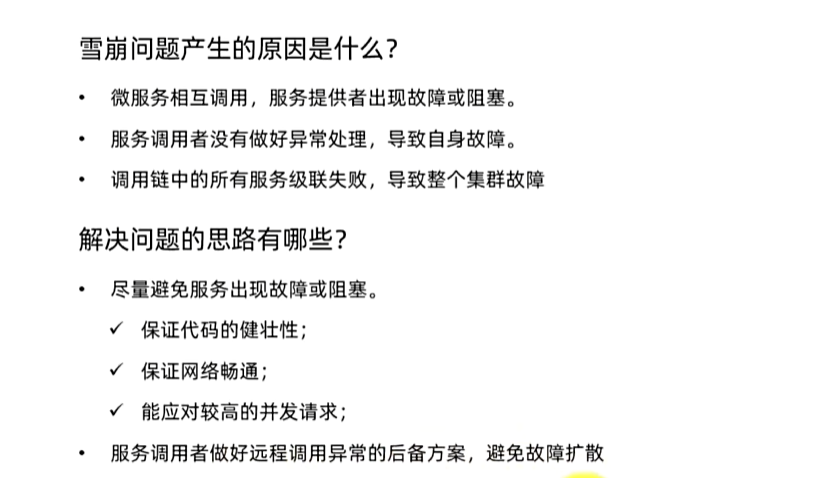 雪崩问题产生的原因是什么？
• 微服务相互调用，服务提供者出现故障或阻塞。
• 服务调用者没有做好异常处理，导致自身故障。
• 调用链中的所有服务级联失败，导致整个集群故障
解决问题的思路有哪些？
• 尽量避免服务出现故障或阻塞。
✓ 保证代码的健壮性；
✓ 保证网络畅通；
✓ 能应对较高的并发请求；
• 服务调用者做好远程调用异常的后备方案，避免故障扩散